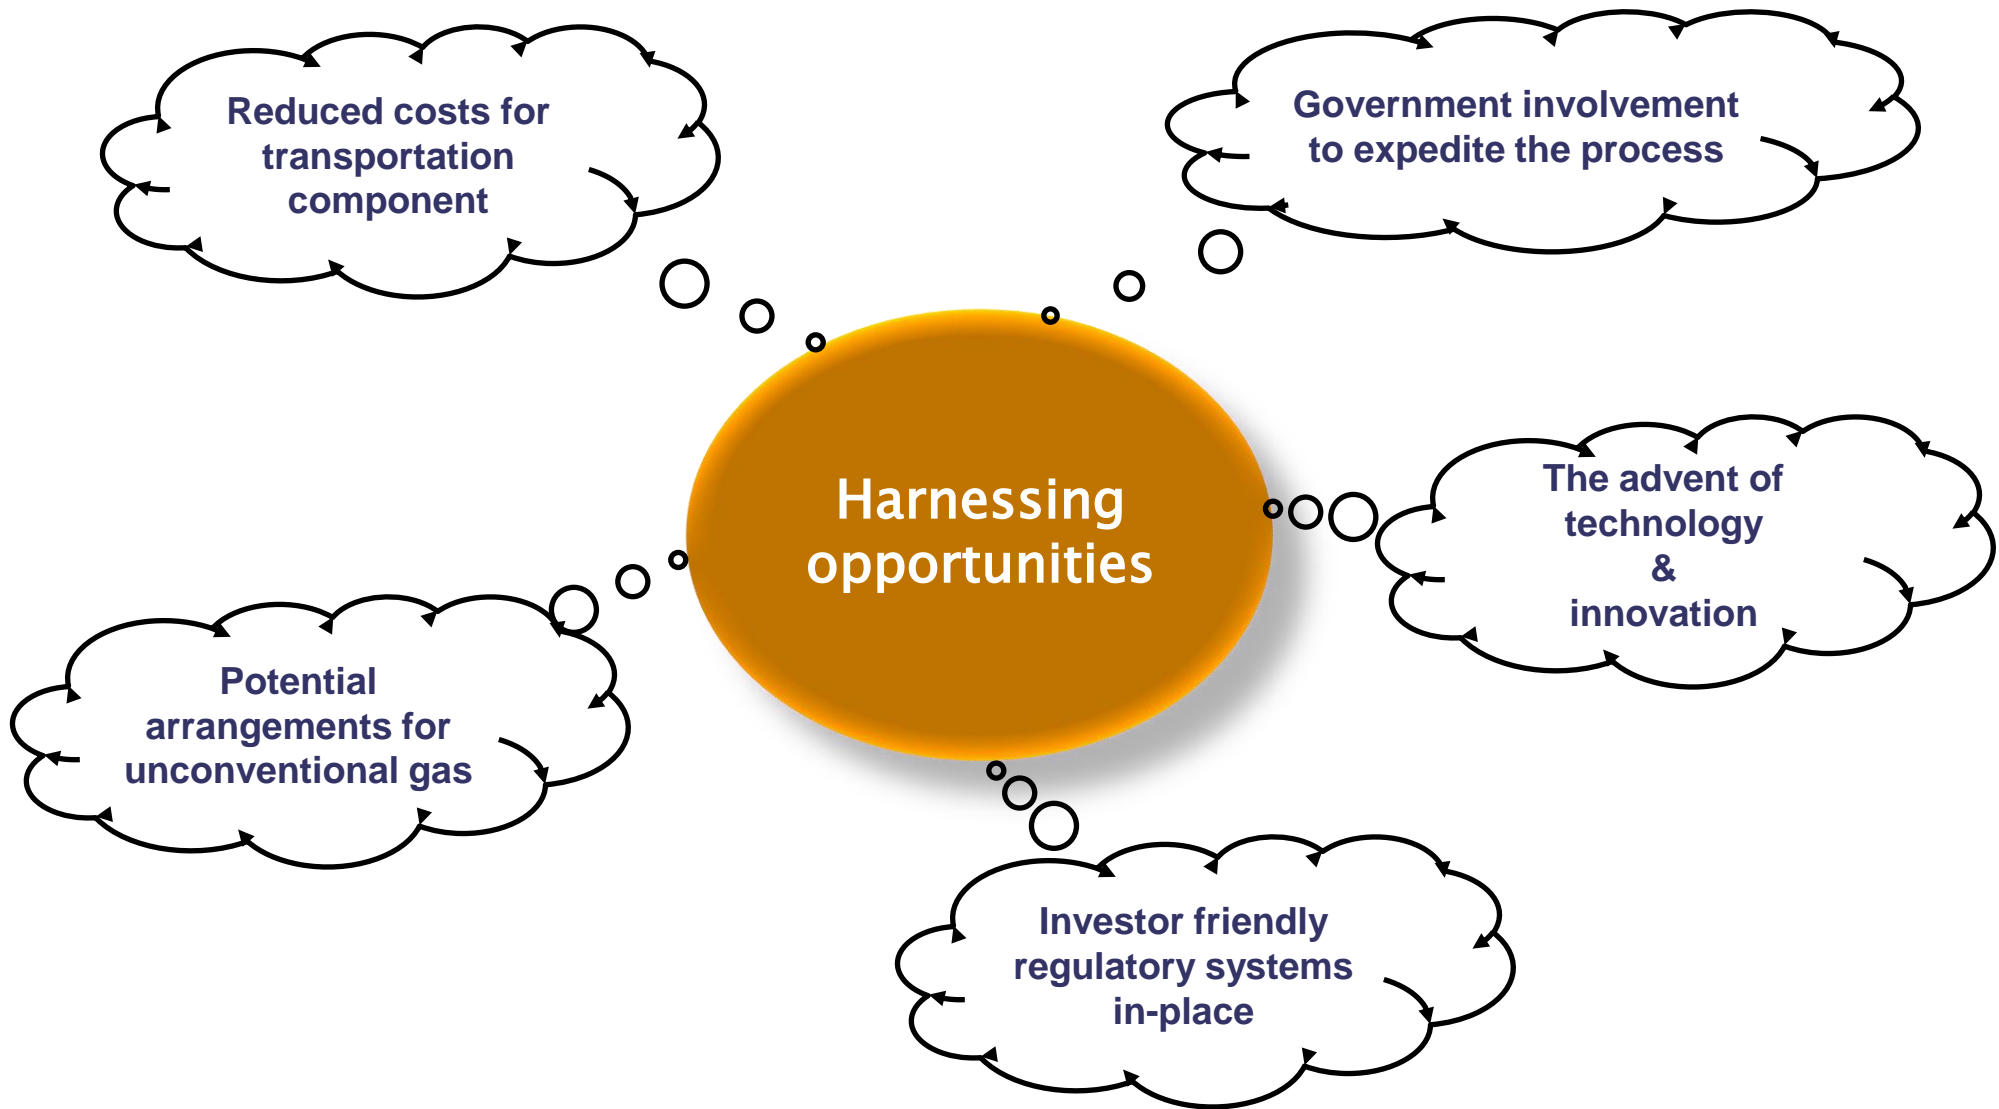 Reduced costs for
transportation
component
Government involvement
to expedite the process
Harnessing
opportunities
The advent of
technology
&
innovation
Potential
arrangements for
unconventional gas
Investor friendly
regulatory systems
in-place